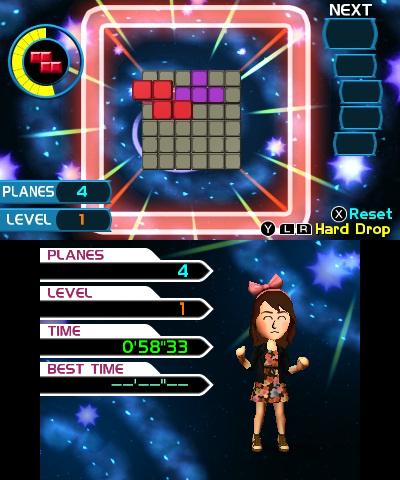 NEXT
PLANES 4
LEVEL 1
X Reset
Y L R Hard Drop
PLANES
4
LEVEL
1
TIME
0'58"33
BEST TIME
--'--"--